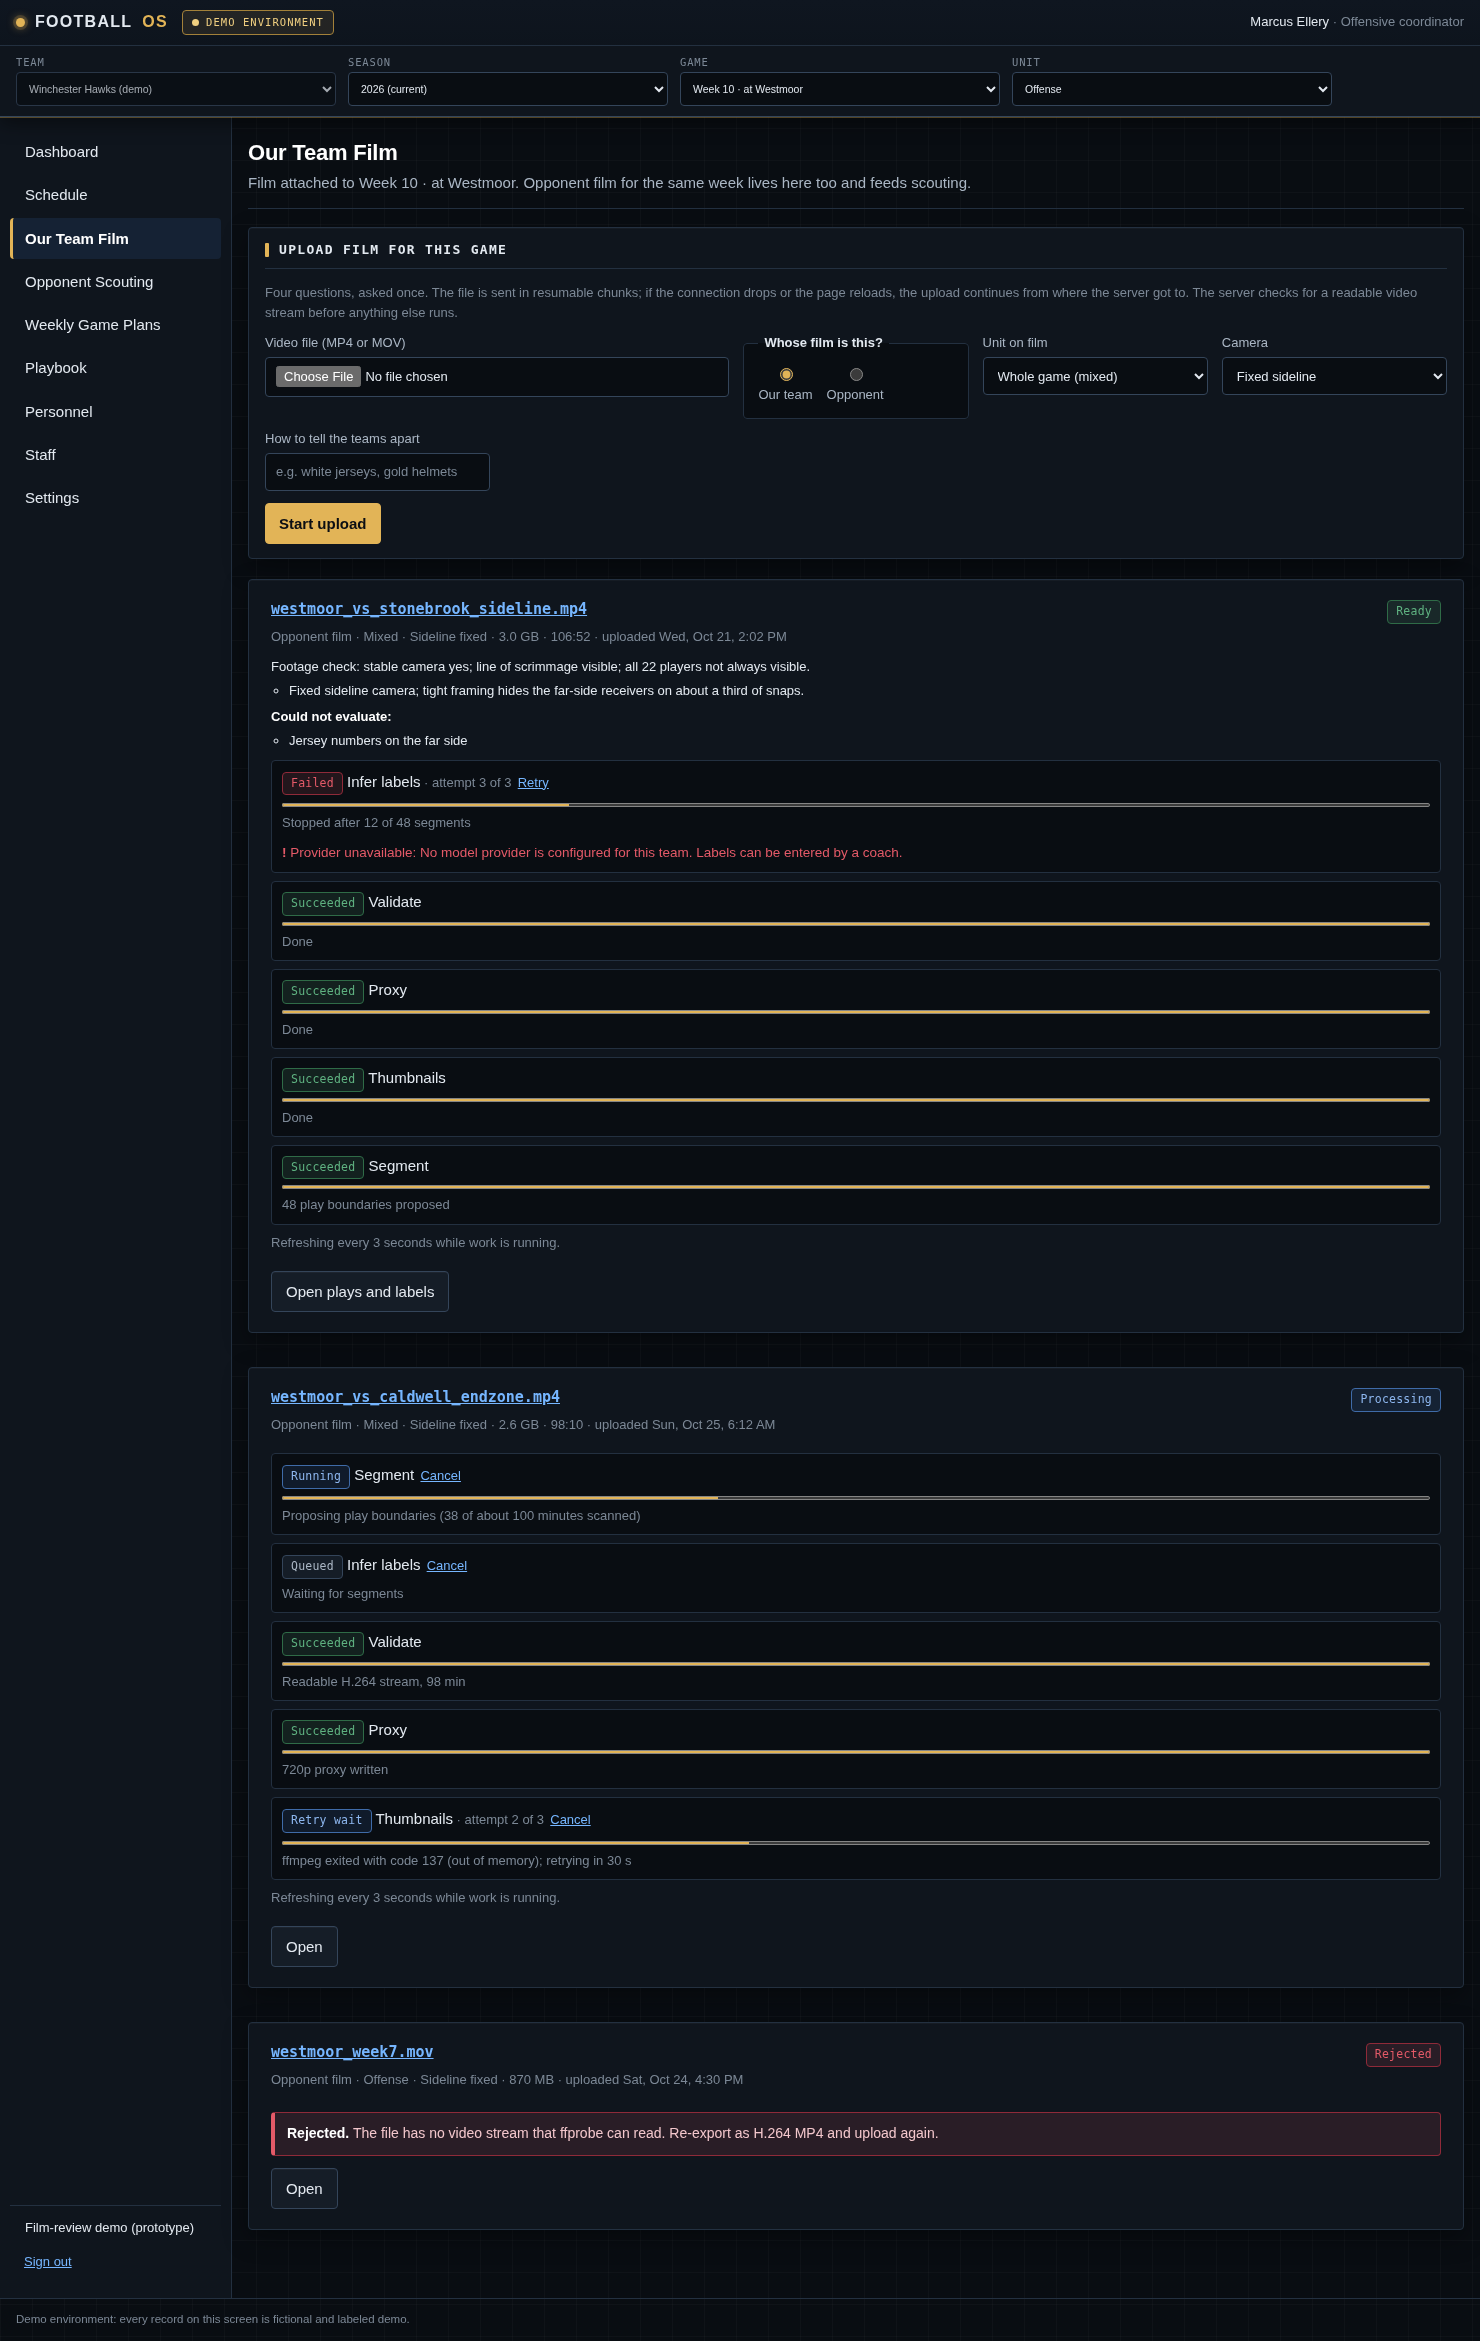 FOOTBALL OS
DEMO ENVIRONMENT
Marcus Ellery · Offensive coordinator
TEAM
Winchester Hawks (demo)
SEASON
2026 (current)
GAME
Week 10 · at Westmoor
UNIT
Offense
Dashboard
Schedule
Our Team Film
Opponent Scouting
Weekly Game Plans
Playbook
Personnel
Staff
Settings
Film-review demo (prototype)
Sign out
Our Team Film
Film attached to Week 10 · at Westmoor. Opponent film for the same week lives here too and feeds scouting.
UPLOAD FILM FOR THIS GAME
Four questions, asked once. The file is sent in resumable chunks; if the connection drops or the page reloads, the upload continues from where the server got to. The server checks for a readable video
stream before anything else runs.
Video file (MP4 or MOV)
Choose File No file chosen
Whose film is this?
Our team
Opponent
Unit on film
Whole game (mixed)
Camera
Fixed sideline
How to tell the teams apart
e.g. white jerseys, gold helmets
Start upload
westmoor_vs_stonebrook_sideline.mp4
Ready
Opponent film · Mixed · Sideline fixed · 3.0 GB · 106:52 · uploaded Wed, Oct 21, 2:02 PM
Footage check: stable camera yes; line of scrimmage visible; all 22 players not always visible.
Fixed sideline camera; tight framing hides the far-side receivers on about a third of snaps.
Could not evaluate:
Jersey numbers on the far side
Failed Infer labels · attempt 3 of 3 Retry
Stopped after 12 of 48 segments
! Provider unavailable: No model provider is configured for this team. Labels can be entered by a coach.
Succeeded Validate
Done
Succeeded Proxy
Done
Succeeded Thumbnails
Done
Succeeded Segment
48 play boundaries proposed
Refreshing every 3 seconds while work is running.
Open plays and labels
westmoor_vs_caldwell_endzone.mp4
Processing
Opponent film · Mixed · Sideline fixed · 2.6 GB · 98:10 · uploaded Sun, Oct 25, 6:12 AM
Running Segment Cancel
Proposing play boundaries (38 of about 100 minutes scanned)
Queued Infer labels Cancel
Waiting for segments
Succeeded Validate
Readable H.264 stream, 98 min
Succeeded Proxy
720p proxy written
Retry wait Thumbnails · attempt 2 of 3 Cancel
ffmpeg exited with code 137 (out of memory); retrying in 30 s
Refreshing every 3 seconds while work is running.
Open
westmoor_week7.mov
Rejected
Opponent film · Offense · Sideline fixed · 870 MB · uploaded Sat, Oct 24, 4:30 PM
Rejected. The file has no video stream that ffprobe can read. Re-export as H.264 MP4 and upload again.
Open
Demo environment: every record on this screen is fictional and labeled demo.